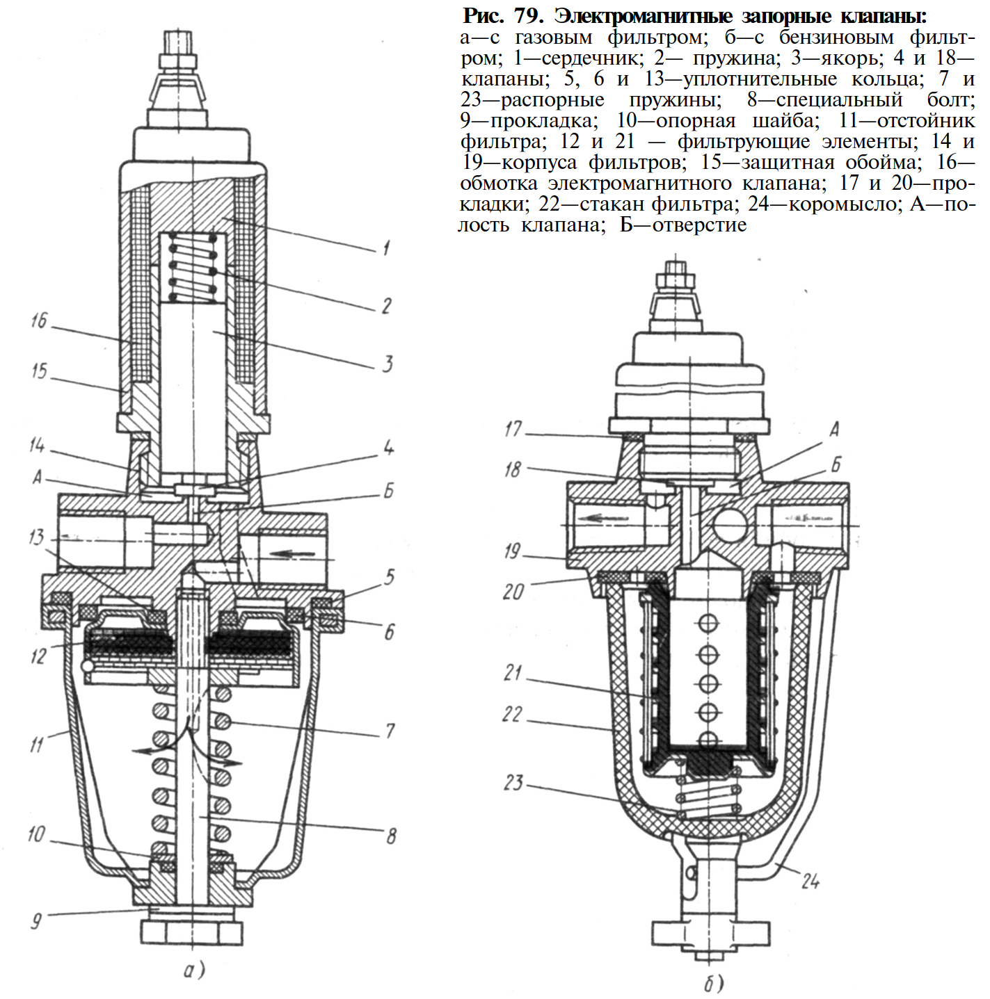 Рис. 79. Электромагнитные запорные клапаны:
а—с газовым фильтром; б—с бензиновым фильт-
ром; 1—сердечник; 2— пружина; 3—якорь; 4 и 18—
клапаны; 5, 6 и 13—уплотнительные кольца; 7 и
23—распорные пружины; 8—специальный болт;
9—прокладка; 10—опорная шайба; 11—отстойник
фильтра; 12 и 21 — фильтрующие элементы; 14 и
19—корпуса фильтров; 15—защитная обойма; 16—
обмотка электромагнитного клапана; 17 и 20—про-
кладки; 22—стакан фильтра; 24—коромысло; А—по-
лость клапана; Б—отверстие
1
2
16
3
15
14
4
А
Б
13
5
6
12
7
11
8
10
9
а)
17
А
18
Б
19
20
21
22
23
24
б)